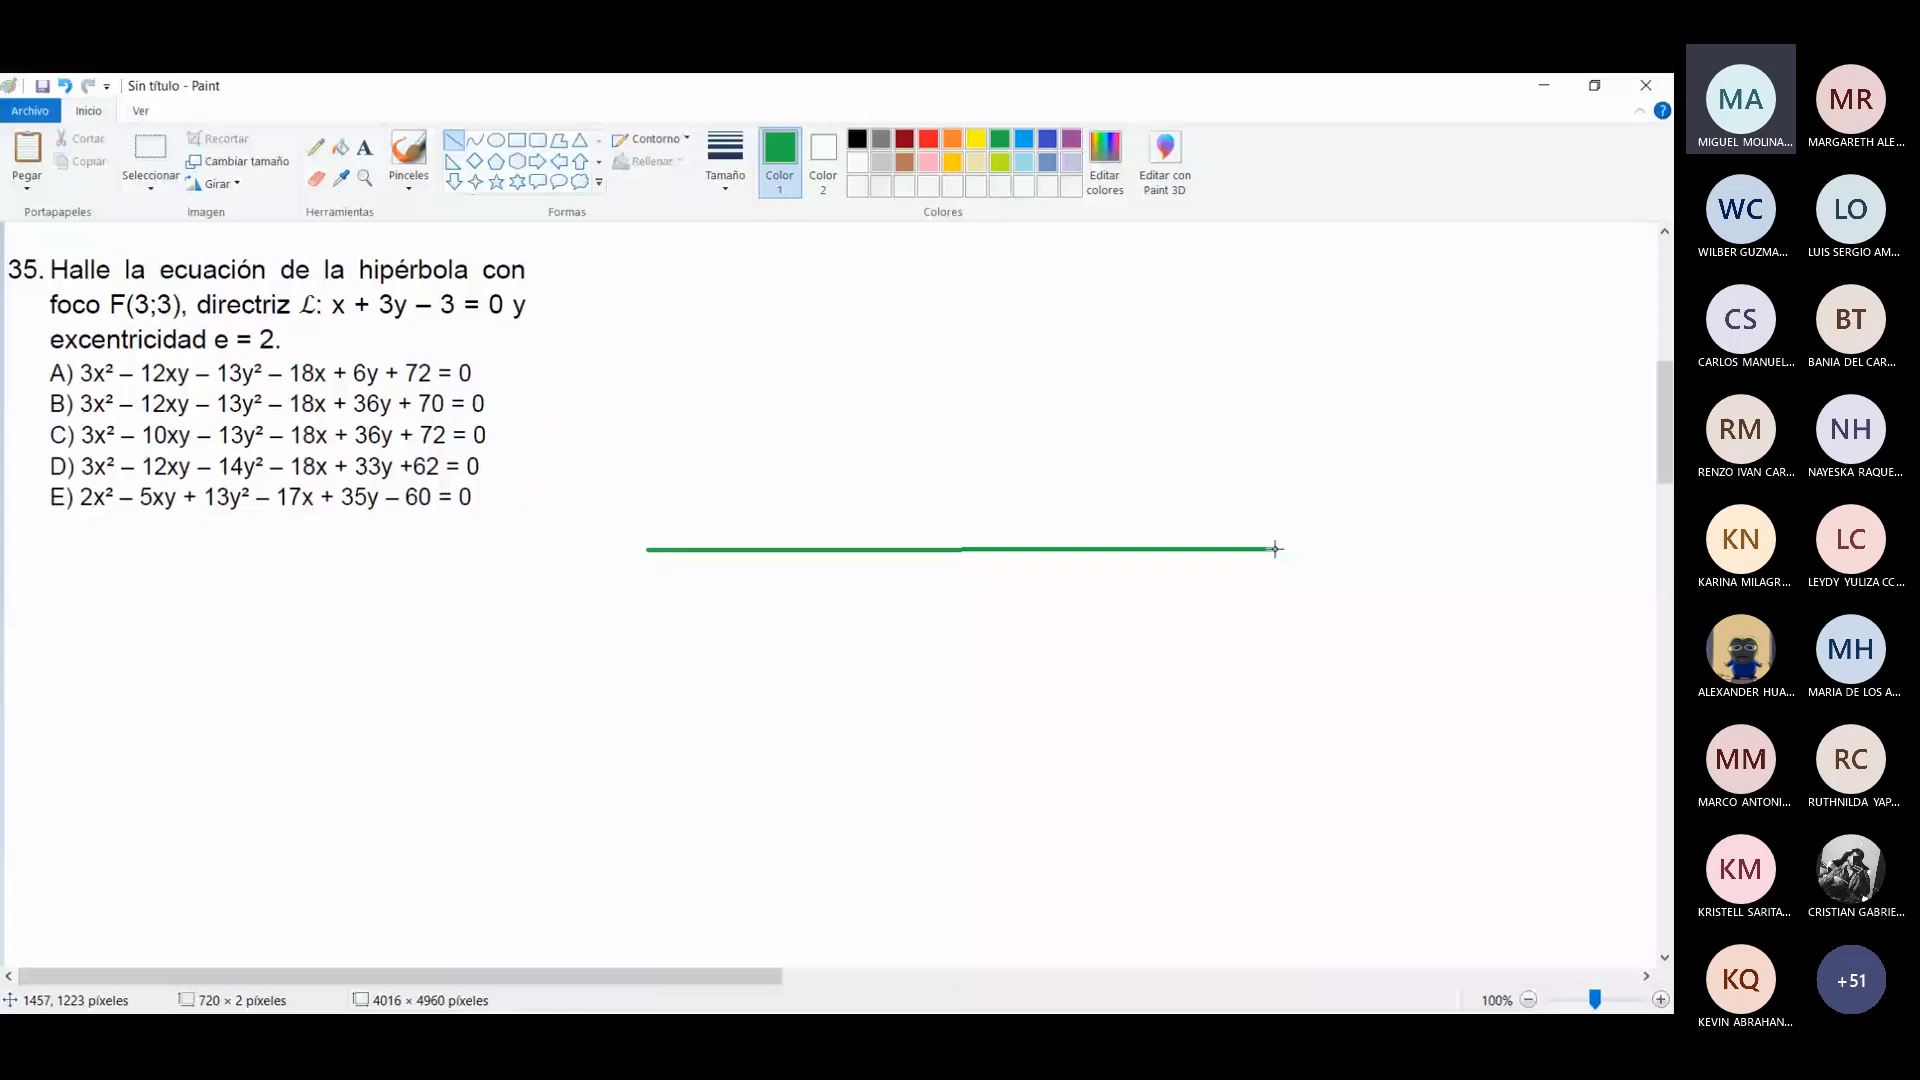 Sin título - Paint
Archivo Inicio Ver
Pegar
Cortar
Copiar
Portapapeles
Seleccionar
Recortar
Cambiar tamaño
Girar
Imagen
A
Herramientas
Pinceles
Formas
Contorno
Rellenar
Tamaño
Color 1
Color 2
Colores
Editar colores
Editar con Paint 3D
35. Halle la ecuación de la hipérbola con
foco F(3;3), directriz ℒ: x + 3y – 3 = 0 y
excentricidad e = 2.
A) 3x² – 12xy – 13y² – 18x + 6y + 72 = 0
B) 3x² – 12xy – 13y² – 18x + 36y + 70 = 0
C) 3x² – 10xy – 13y² – 18x + 36y + 72 = 0
D) 3x² – 12xy – 14y² – 18x + 33y +62 = 0
E) 2x² – 5xy + 13y² – 17x + 35y – 60 = 0
1457, 1223 píxeles
720 × 2 píxeles
4016 × 4960 píxeles
100%
MA MR
MIGUEL MOLINA... MARGARETH ALE...
WC LO
WILBER GUZMA... LUIS SERGIO AM...
CS BT
CARLOS MANUEL... BANIA DEL CAR...
RM NH
RENZO IVAN CAR... NAYESKA RAQUE...
KN LC
KARINA MILAGR... LEYDY YULIZA CC...
MH
ALEXANDER HUA... MARIA DE LOS A...
MM RC
MARCO ANTONI... RUTHNILDA YAP...
KM
KRISTELL SARITA... CRISTIAN GABRIE...
KQ +51
KEVIN ABRAHAN...